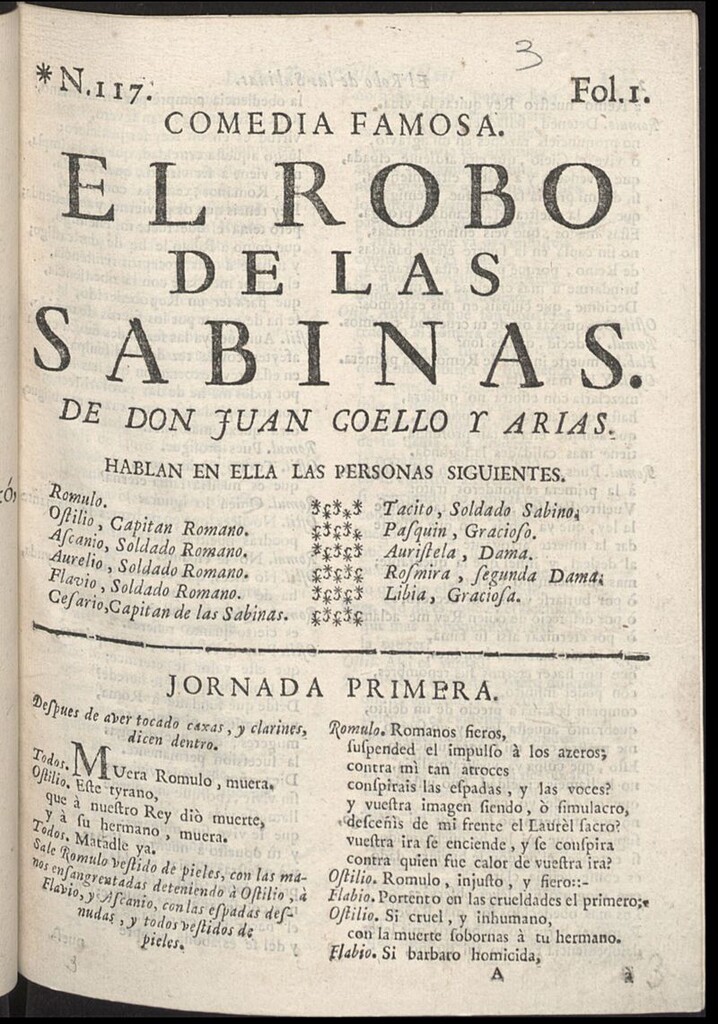 3
*N.117. Fol.1.
COMEDIA FAMOSA.
EL ROBO
DE LAS
SABINAS.
DE DON JUAN COELLO Y ARIAS.
HABLAN EN ELLA LAS PERSONAS SIGUIENTES.
Romulo.
Oſtilio, Capitan Romano.
Aſcanio, Soldado Romano.
Aurelio, Soldado Romano.
Flavio, Soldado Romano.
Ceſario, Capitan de las Sabinas.
Tacito, Soldado Sabino.
Paſquin, Gracioſo.
Auriſtela, Dama.
Roſmira, ſegunda Dama.
Libia, Gracioſa.
JORNADA PRIMERA.
Deſpues de aver tocado caxas, y clarines,
dicen dentro.
Todos. MUera Romulo, muera.
Oſtilio. Eſte tyrano,
que à nueſtro Rey diò muerte,
y à ſu hermano, muera.
Todos. Matadle ya.
Sale Romulo veſtido de pieles, con las ma-
nos enſangrentadas deteniendo à Oſtilio, à
Flavio, y Aſcanio, con las eſpadas deſ-
nudas, y todos veſtidos de
pieles.
Romulo. Romanos fieros,
ſuſpended el impulſo à los azeros;
contra mì tan atroces
conſpirais las eſpadas, y las voces?
y vueſtra imagen ſiendo, ò ſimulacro,
deſceñìs de mi frente el Laurèl ſacro?
vueſtra ira ſe enciende, y ſe conſpira
contra quien fue calor de vueſtra ira?
Oſtilio. Romulo, injuſto, y fiero::-
Flabio. Portento en las crueldades el primero;
Oſtilio. Si cruel, y inhumano,
con la muerte ſobornas à tu hermano.
Flabio. Si barbaro homicida,
A à